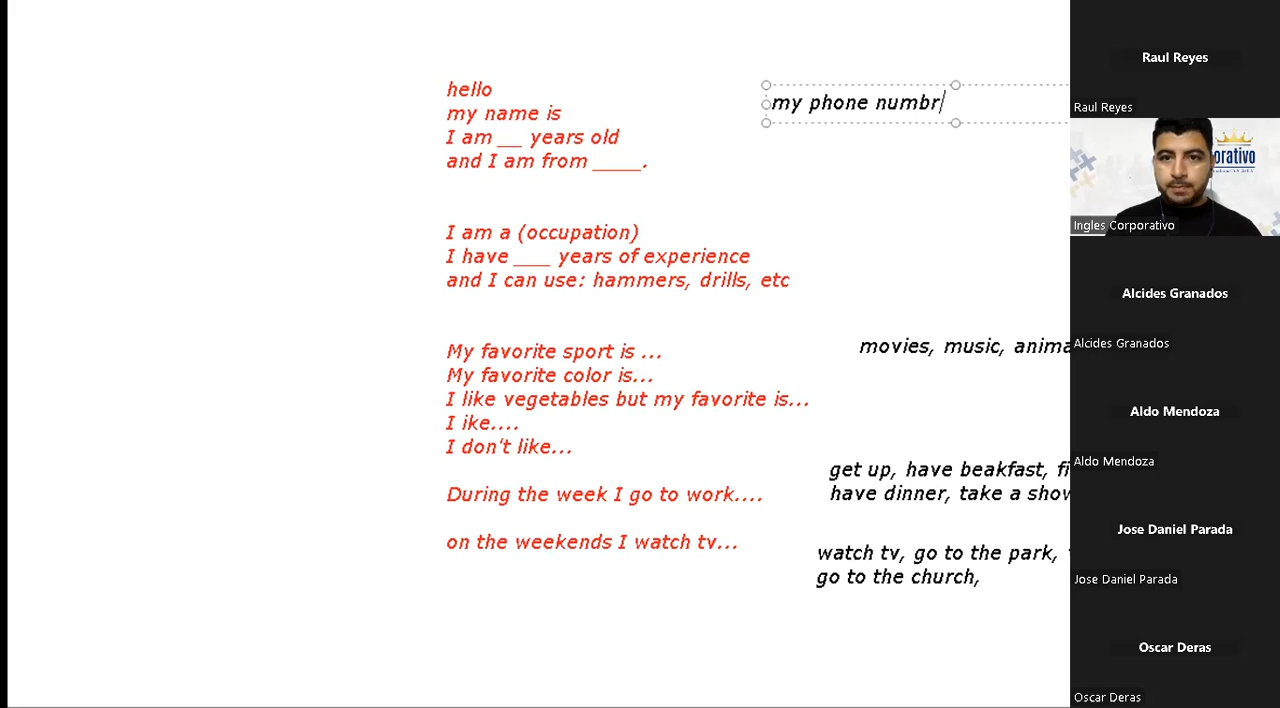 hello
my name is
I am __ years old
and I am from ____.
my phone numbr
I am a (occupation)
I have ___ years of experience
and I can use: hammers, drills, etc
My favorite sport is ...
My favorite color is...
I like vegetables but my favorite is...
I ike....
I don't like...
movies, music, anima
During the week I go to work....
get up, have beakfast, fi
have dinner, take a show
on the weekends I watch tv...
watch tv, go to the park,
go to the church,
Raul Reyes
Raul Reyes
orativo
Ingles Corporativo
Alcides Granados
Alcides Granados
Aldo Mendoza
Aldo Mendoza
Jose Daniel Parada
Jose Daniel Parada
Oscar Deras
Oscar Deras